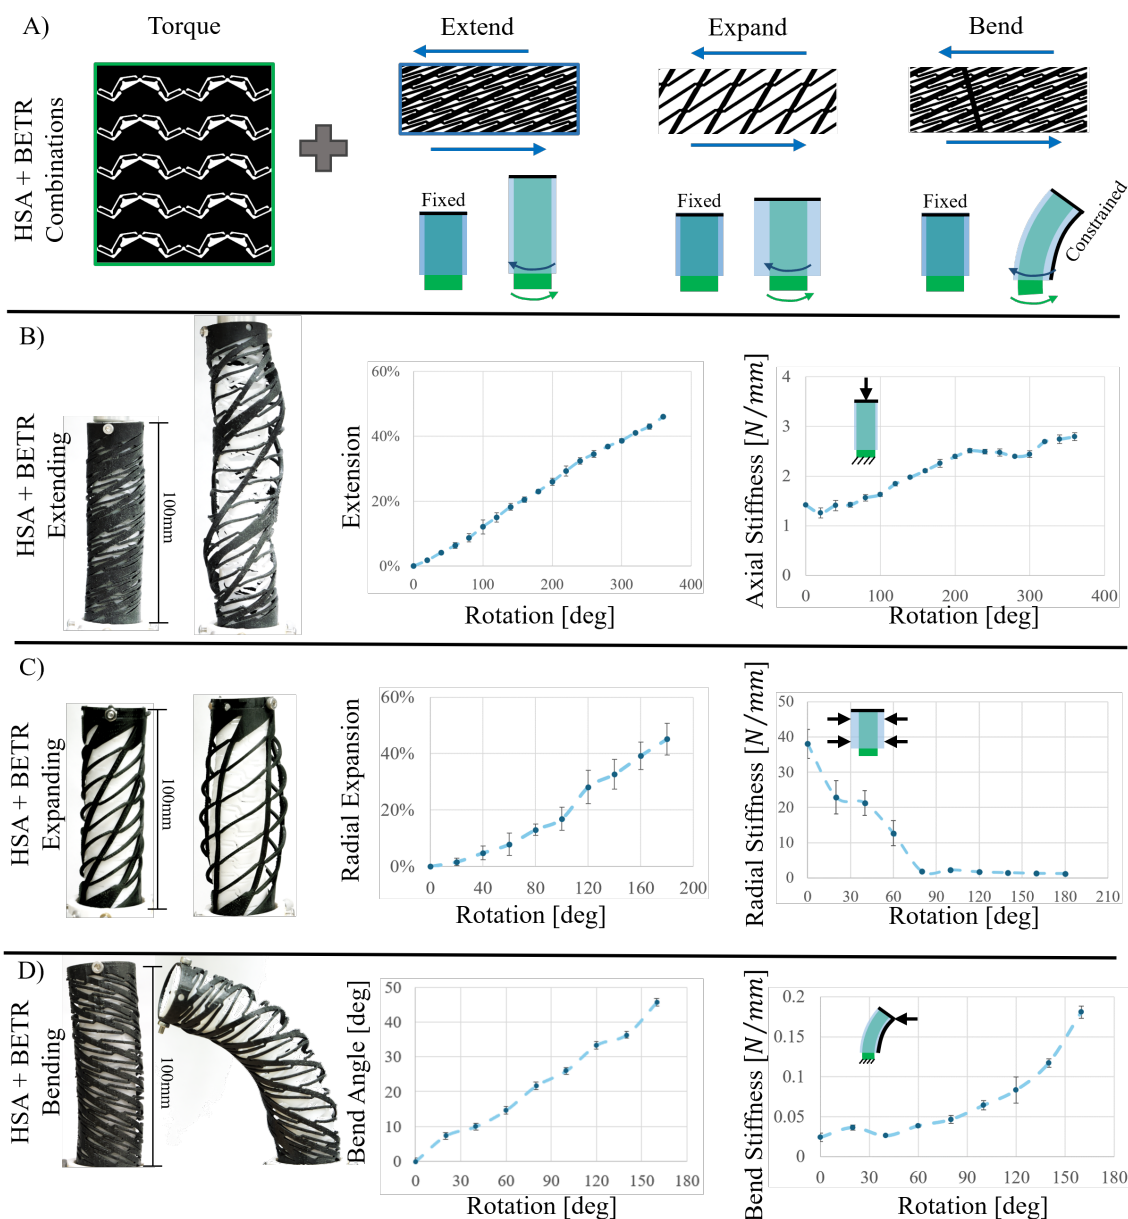 A)
Torque
Extend
Expand
Bend
HSA + BETR
Combinations
Fixed
Fixed
Fixed
Constrained
B)
HSA + BETR
Extending
100mm
60%
40%
20%
0%
0
100
200
300
400
Extension
Rotation [deg]
4
3
2
1
0
0
100
200
300
400
Axial Stiffness [N/mm]
Rotation [deg]
C)
HSA + BETR
Expanding
100mm
60%
40%
20%
0%
0
40
80
120
160
200
Radial Expansion
Rotation [deg]
50
40
30
20
10
0
0
30
60
90
120
150
180
210
Radial Stiffness [N/mm]
Rotation [deg]
D)
HSA + BETR
Bending
100mm
50
40
30
20
10
0
0
30
60
90
120
150
180
Bend Angle [deg]
Rotation [deg]
0.2
0.15
0.1
0.05
0
0
30
60
90
120
150
180
Bend Stiffness [N/mm]
Rotation [deg]